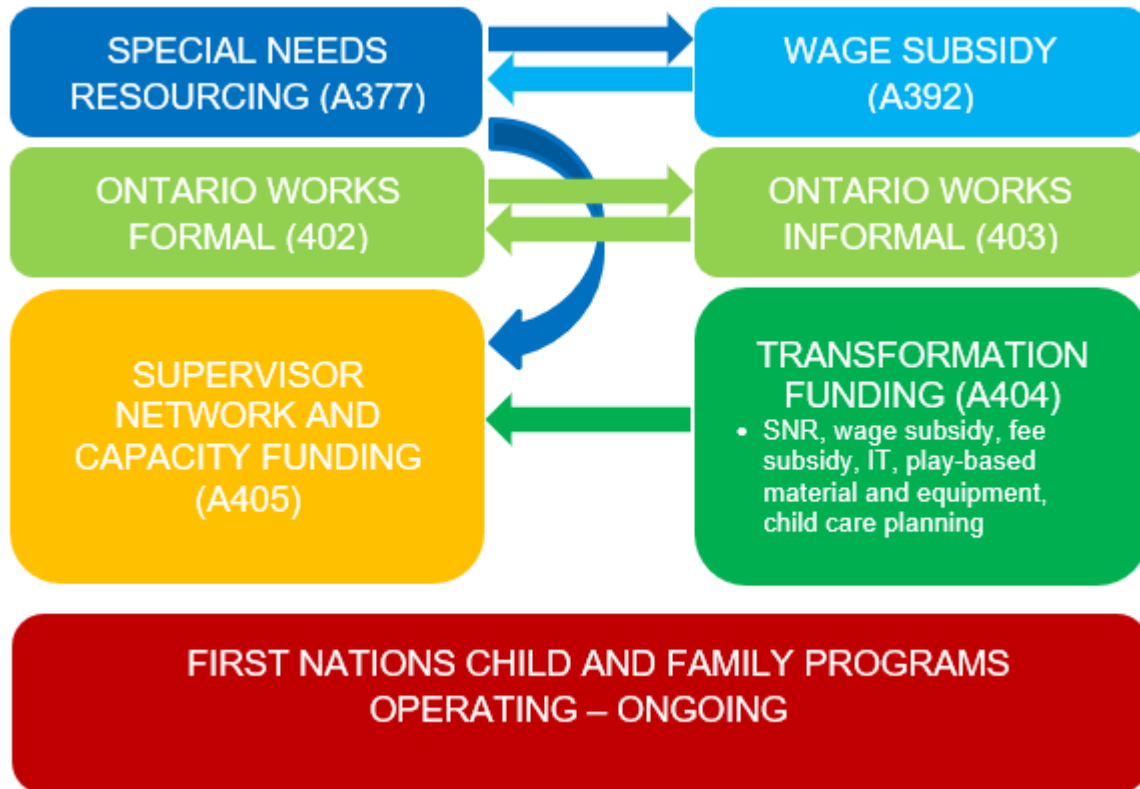 SPECIAL NEEDS
RESOURCING (A377)
WAGE SUBSIDY
(A392)
ONTARIO WORKS
FORMAL (402)
ONTARIO WORKS
INFORMAL (403)
SUPERVISOR
NETWORK AND
CAPACITY FUNDING
(A405)
TRANSFORMATION
FUNDING (A404)
• SNR, wage subsidy, fee
subsidy, IT, play-based
material and equipment,
child care planning
FIRST NATIONS CHILD AND FAMILY PROGRAMS
OPERATING – ONGOING